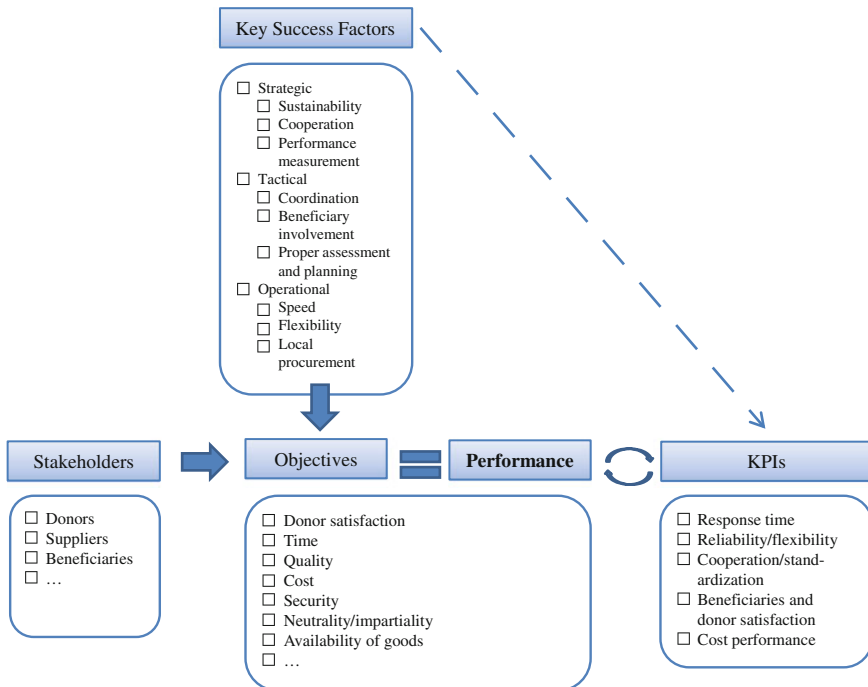 Key Success Factors
☐ Strategic
☐ Sustainability
☐ Cooperation
☐ Performance
measurement
☐ Tactical
☐ Coordination
☐ Beneficiary
involvement
☐ Proper assessment
and planning
☐ Operational
☐ Speed
☐ Flexibility
☐ Local
procurement
Stakeholders
Objectives
Performance
KPIs
☐ Donors
☐ Suppliers
☐ Beneficiaries
☐ …
☐ Donor satisfaction
☐ Time
☐ Quality
☐ Cost
☐ Security
☐ Neutrality/impartiality
☐ Availability of goods
☐ …
☐ Response time
☐ Reliability/flexibility
☐ Cooperation/stand-
ardization
☐ Beneficiaries and
donor satisfaction
☐ Cost performance